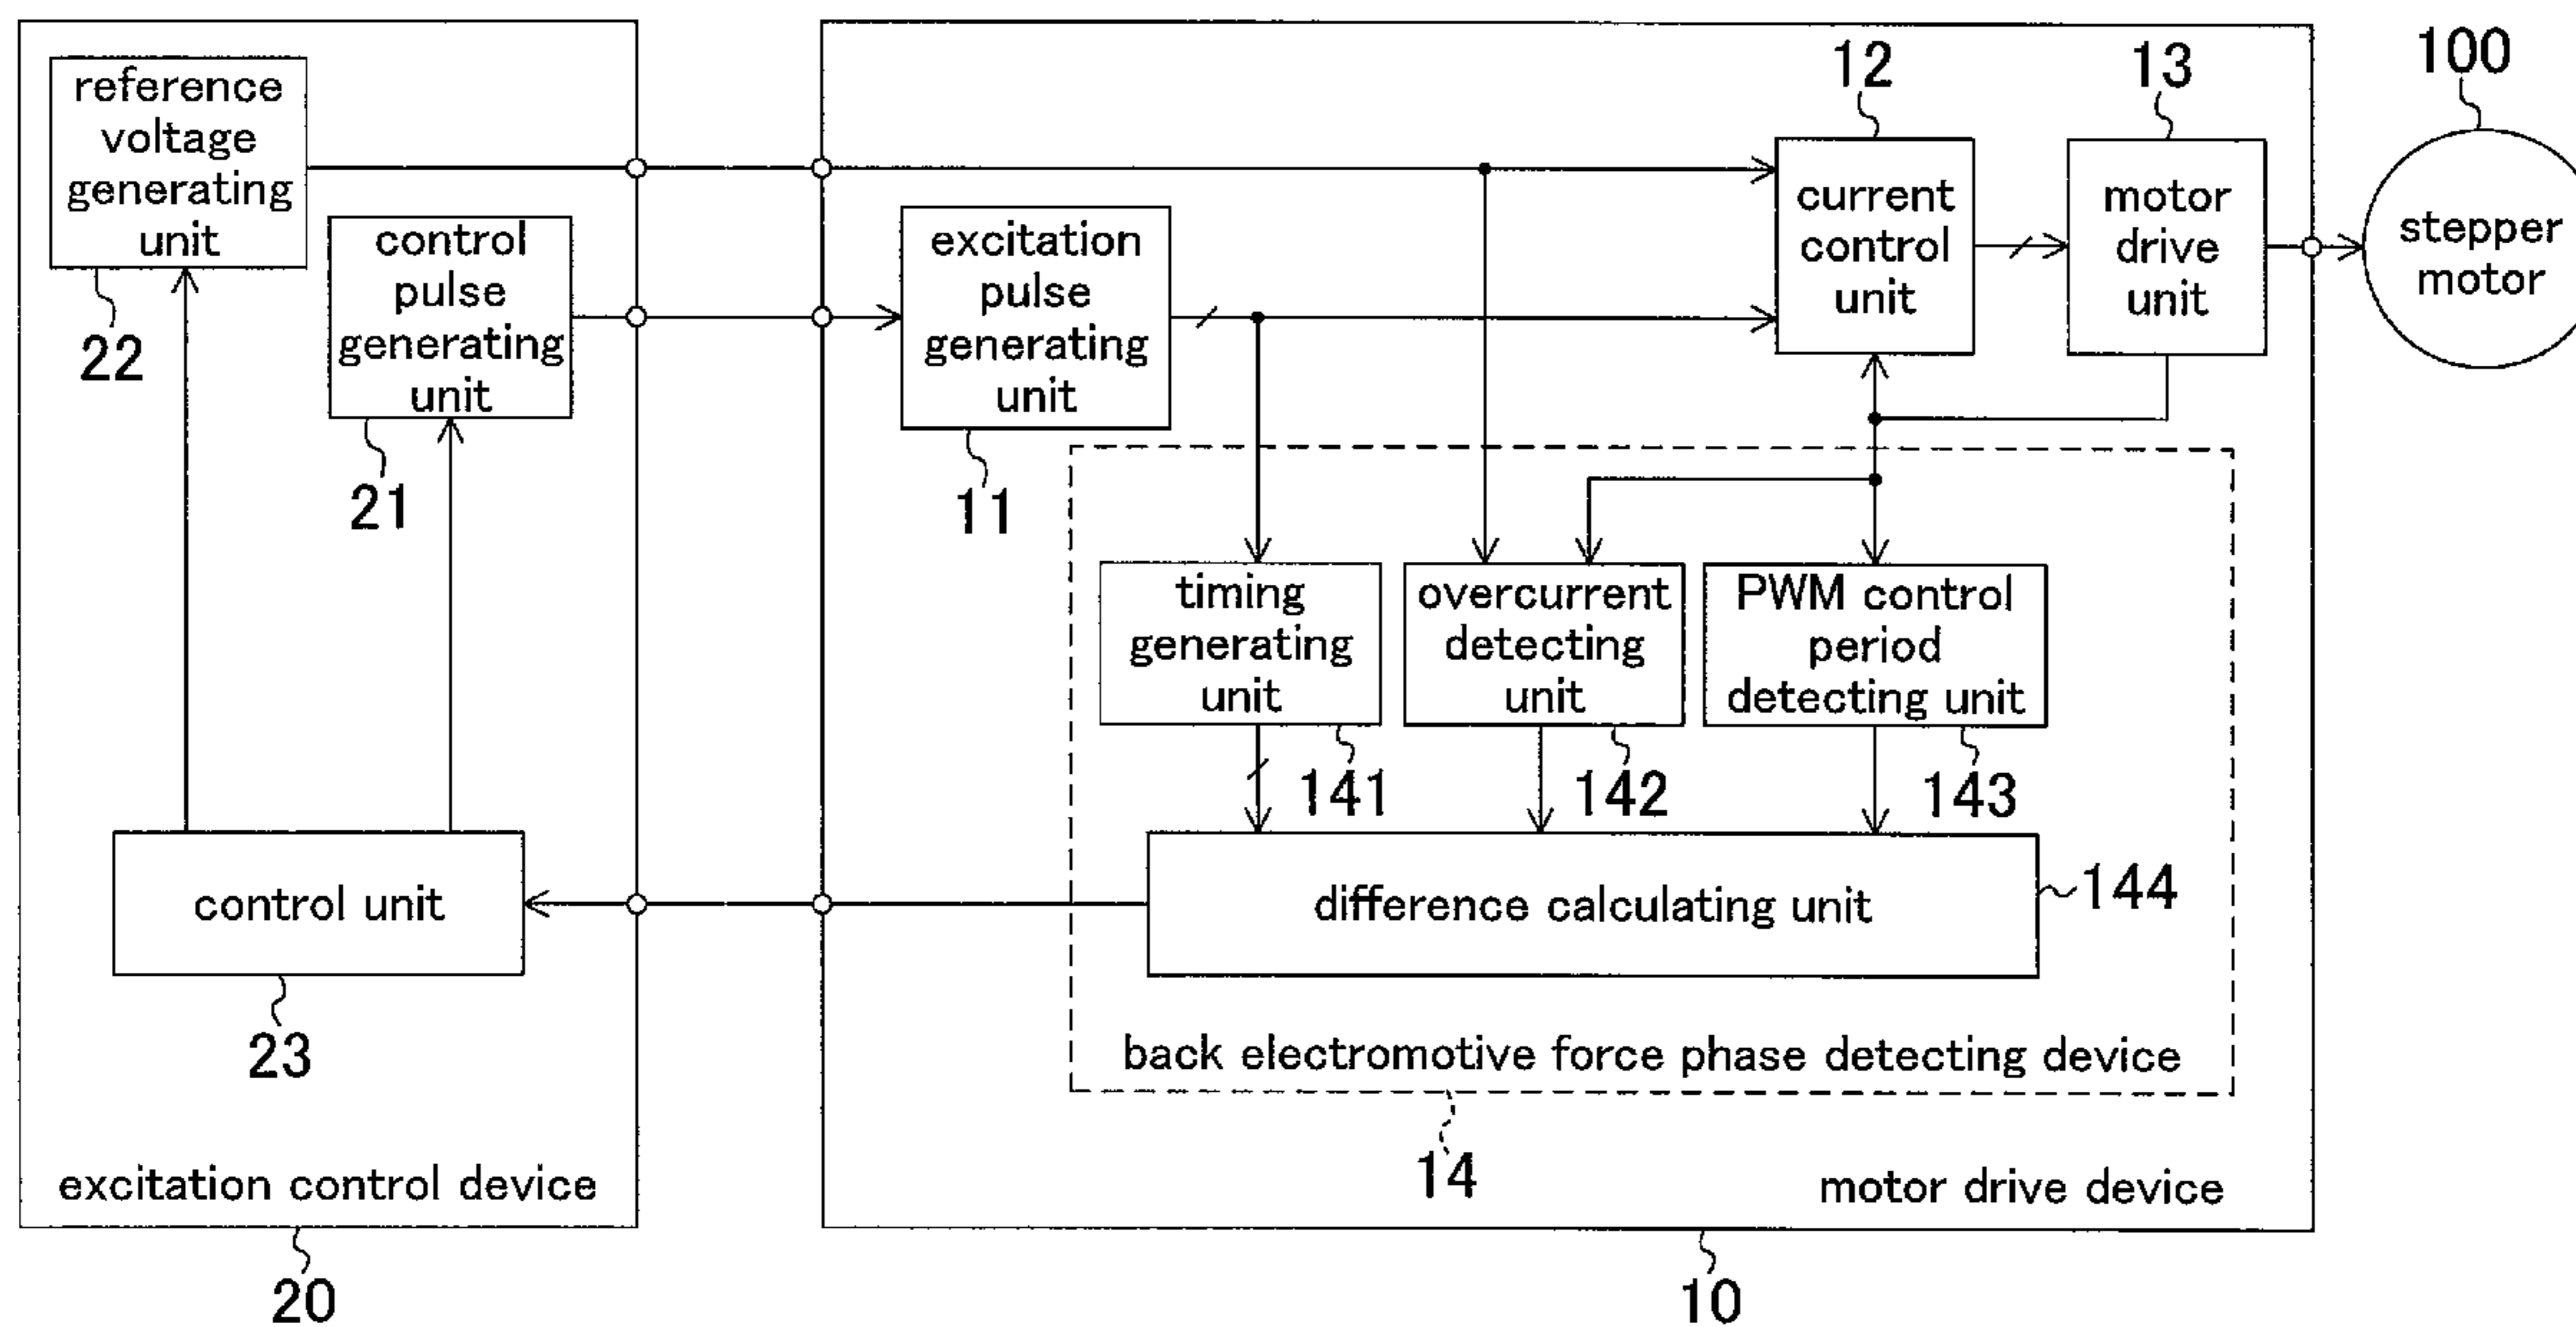 reference
voltage
generating
unit
22
control
pulse
generating
unit
21
control unit
23
excitation control device
20
excitation
pulse
generating
unit
11
12
current
control
unit
13
motor
drive
unit
100
stepper
motor
timing
generating
unit
141
overcurrent
detecting
unit
142
PWM control
period
detecting unit
143
difference calculating unit
144
back electromotive force phase detecting device
14
motor drive device
10